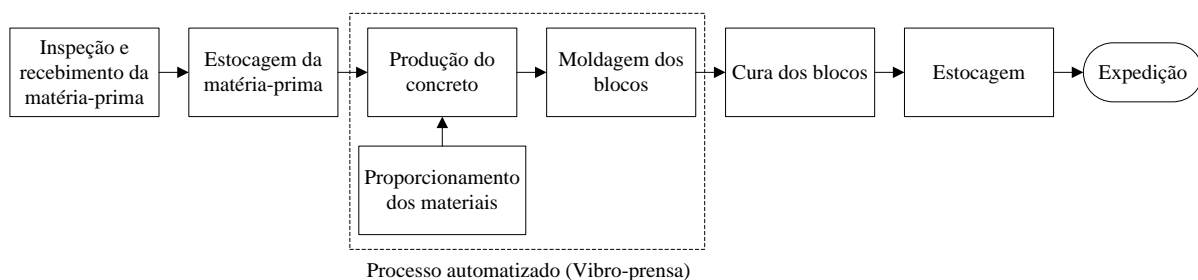 Inspeção e
recebimento da
matéria-prima
Estocagem da
matéria-prima
Produção do
concreto
Moldagem dos
blocos
Cura dos blocos
Estocagem
Expedição
Proporcionamento
dos materiais
Processo automatizado (Vibro-prensa)